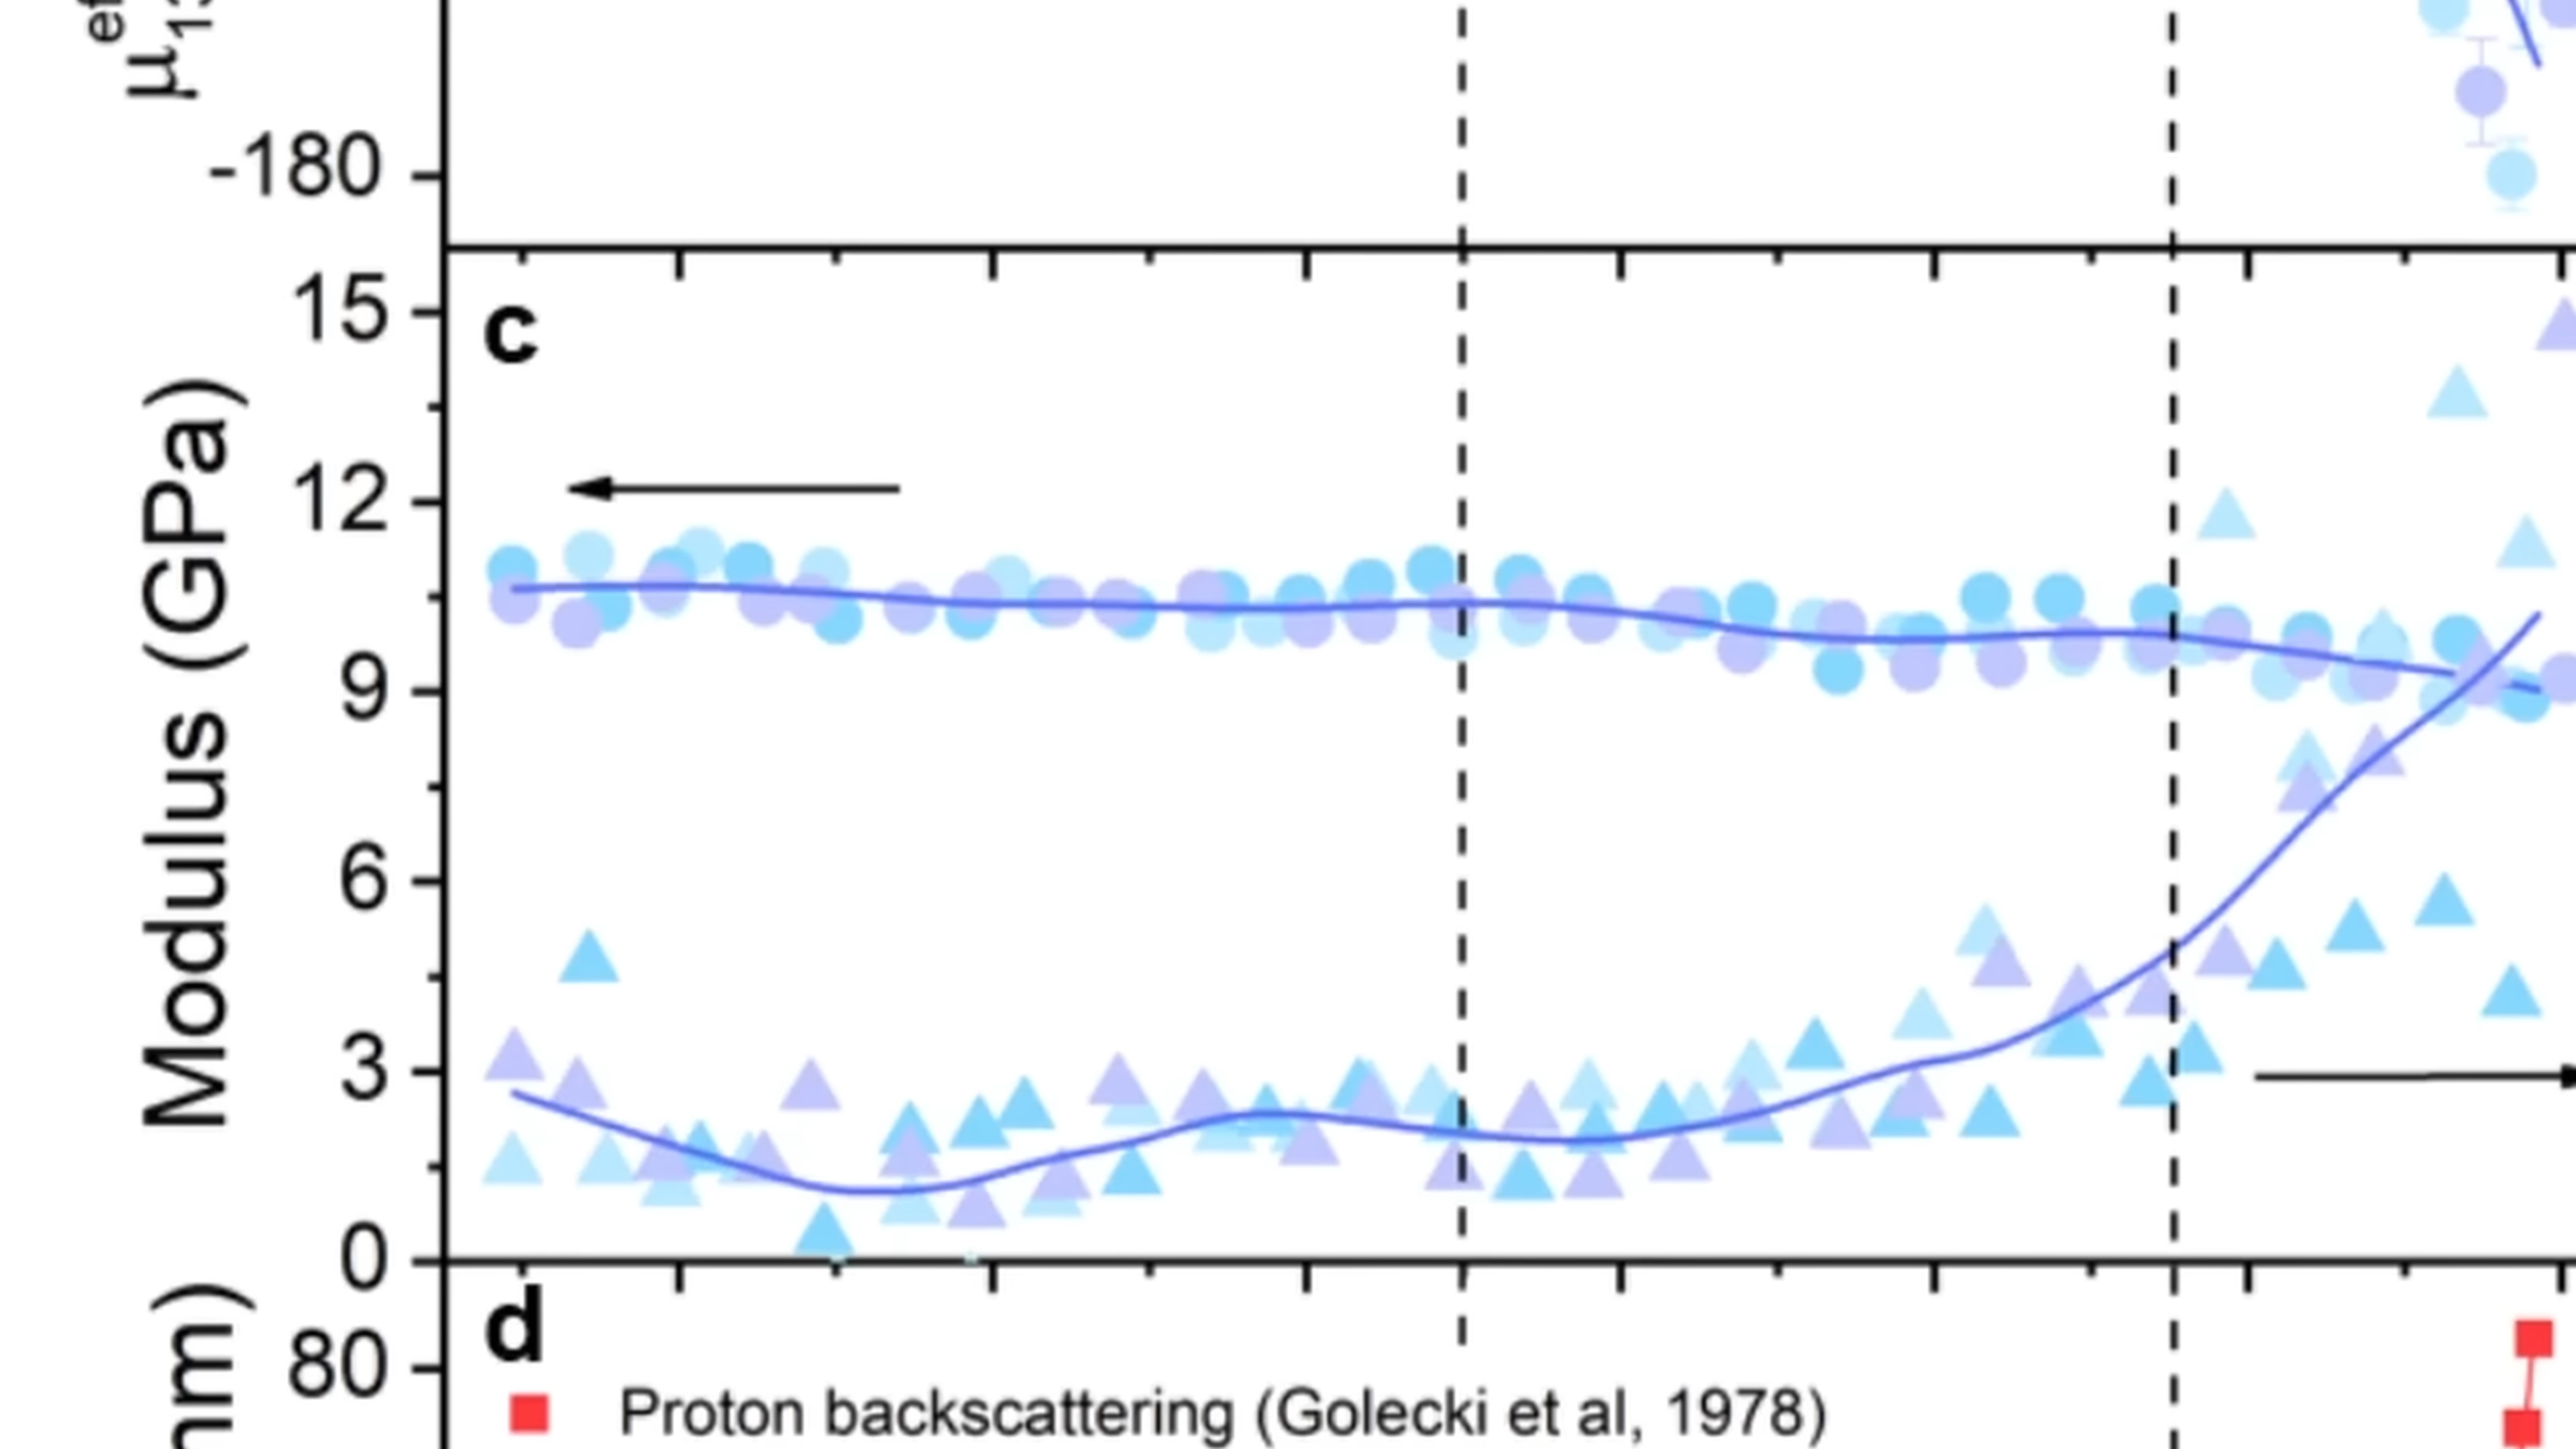 -180
c
15
12
9
6
3
0
Modulus (GPa)
d
80
Proton backscattering (Golecki et al, 1978)